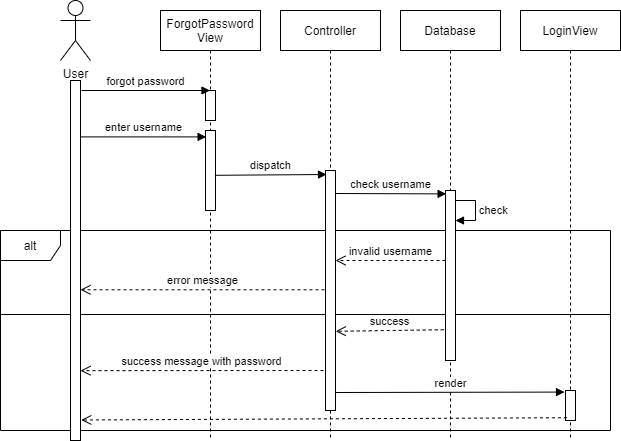 ForgotPassword
View
Controller
Database
LoginView
User
forgot password
enter username
dispatch
check username
check
alt
invalid username
error message
success
success message with password
render